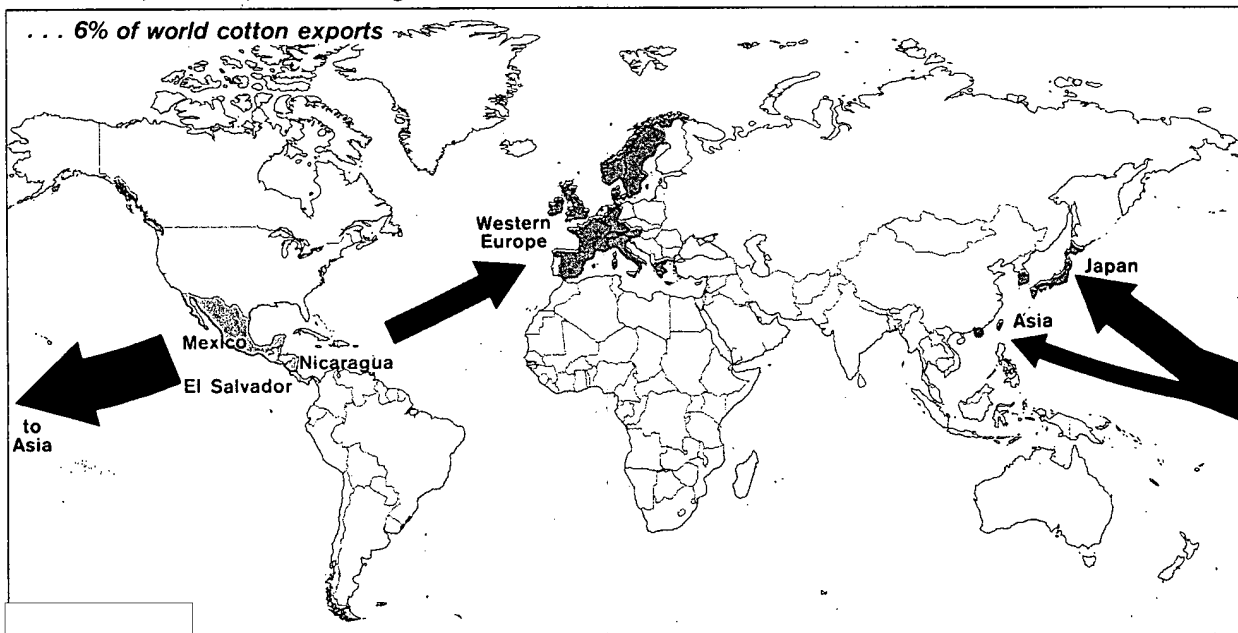 . . . 6% of world cotton exports
Western
Europe
Japan
Asia
Mexico
Nicaragua
El Salvador
to
Asia